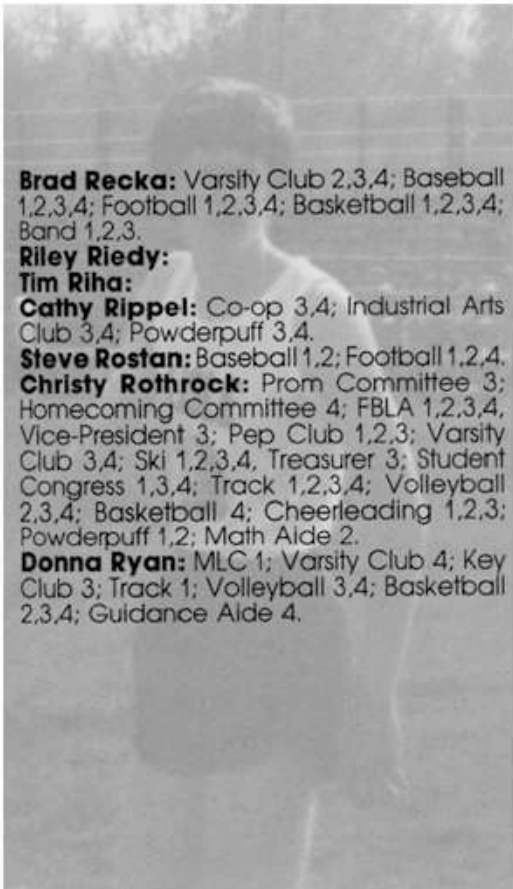 Brad Recka: Varsity Club 2,3,4; Baseball
1,2,3,4; Football 1,2,3,4; Basketball 1,2,3,4;
Band 1,2,3.
Riley Riedy:
Tim Riha:
Cathy Rippel: Co-op 3,4; Industrial Arts
Club 3,4; Powderpuff 3,4.
Steve Rostan: Baseball 1,2; Football 1,2,4.
Christy Rothrock: Prom Committee 3;
Homecoming Committee 4; FBLA 1,2,3,4,
Vice-President 3; Pep Club 1,2,3; Varsity
Club 3,4; Ski 1,2,3,4, Treasurer 3; Student
Congress 1,3,4; Track 1,2,3,4; Volleyball
2,3,4; Basketball 4; Cheerleading 1,2,3;
Powderpuff 1,2; Math Aide 2.
Donna Ryan: MLC 1; Varsity Club 4; Key
Club 3; Track 1; Volleyball 3,4; Basketball
2,3,4; Guidance Aide 4.